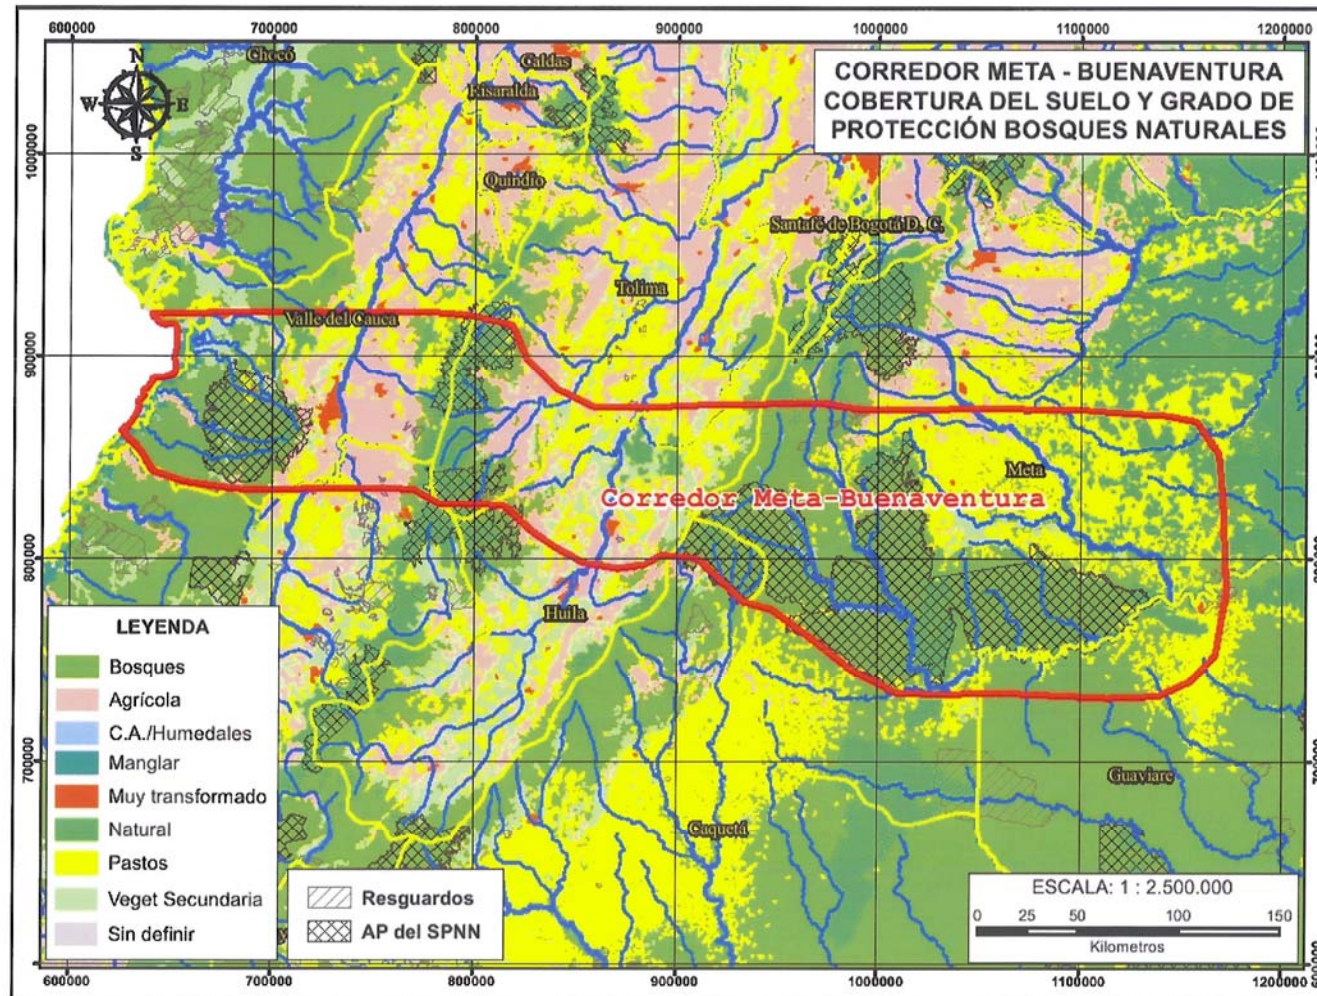 600000 700000 800000 900000 1000000 1100000 1200000
CORREDOR META - BUENAVENTURA
COBERTURA DEL SUELO Y GRADO DE
PROTECCIÓN BOSQUES NATURALES
N
W E
S
Chocó
Caldas
Risaralda
Quindío
Santafé de Bogotá D. C.
Tolima
Valle del Cauca
Meta
Corredor Meta-Buenaventura
Huila
Guaviare
Caquetá
1000000
900000
800000
700000
LEYENDA
Bosques
Agrícola
C.A./Humedales
Manglar
Muy transformado
Natural
Pastos
Veget Secundaria
Sin definir
Resguardos
AP del SPNN
ESCALA: 1 : 2.500.000
0 25 50 100 150
Kilometros
600000 700000 800000 900000 1000000 1100000 1200000